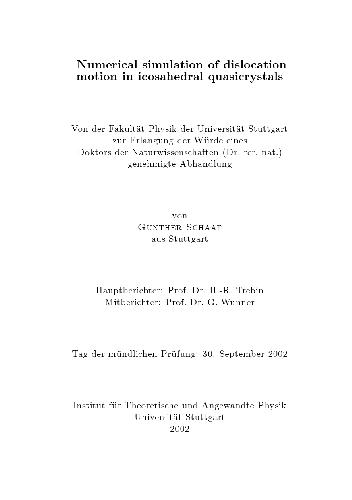 Numerical simulation of dislocation
motion in icosahedral quasicrystals
Von der Fakultät Physik der Universität Stuttgart
zur Erlangung der Würde eines
Doktors der Naturwissenschaften (Dr. rer. nat.)
genehmigte Abhandlung
von
GUNTHER SCHAAF
aus Stuttgart
Hauptberichter: Prof. Dr. H.-R. Trebin
Mitberichter: Prof. Dr. G. Wunner
Tag der mündlichen Prüfung: 30. September 2002
Institut für Theoretische und Angewandte Physik
Universität Stuttgart
2002